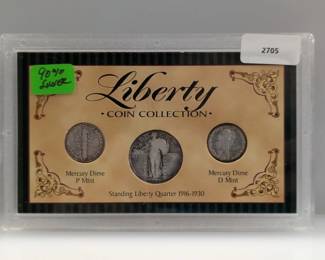 2705
90%
SILVER
Liberty
• COIN COLLECTION •
Mercury Dime
P Mint
Mercury Dime
D Mint
Standing Liberty Quarter 1916-1930